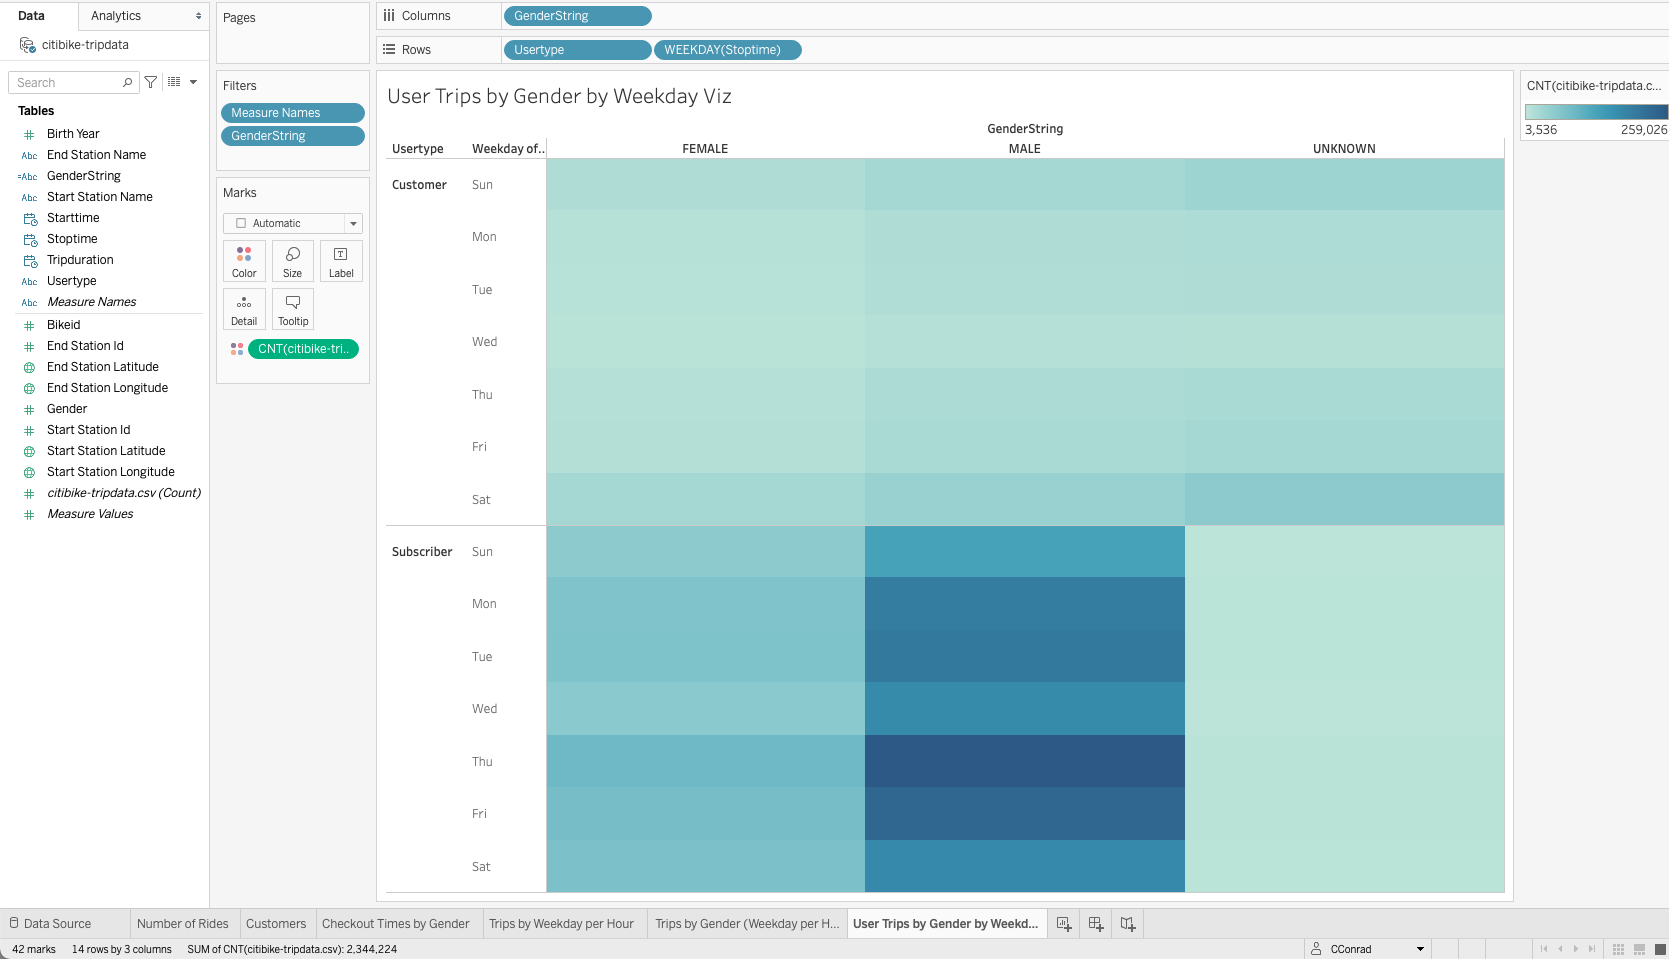 Data
Analytics
citibike-tripdata
Search
Tables
Birth Year
Abc End Station Name
=Abc GenderString
Abc Start Station Name
Starttime
Stoptime
Tripduration
Abc Usertype
Abc Measure Names
Bikeid
End Station Id
End Station Latitude
End Station Longitude
Gender
Start Station Id
Start Station Latitude
Start Station Longitude
citibike-tripdata.csv (Count)
Measure Values
Pages
Filters
Measure Names
GenderString
Marks
Automatic
Color
Size
T
Label
Detail
Tooltip
CNT(citibike-tri..
Columns
GenderString
Rows
Usertype
WEEKDAY(Stoptime)
User Trips by Gender by Weekday Viz
GenderString
Usertype Weekday of.. FEMALE MALE UNKNOWN
Customer Sun
Mon
Tue
Wed
Thu
Fri
Sat
Subscriber Sun
Mon
Tue
Wed
Thu
Fri
Sat
CNT(citibike-tripdata.c...
3,536 259,026
Data Source
Number of Rides
Customers
Checkout Times by Gender
Trips by Weekday per Hour
Trips by Gender (Weekday per H...
User Trips by Gender by Weekd...
42 marks
14 rows by 3 columns
SUM of CNT(citibike-tripdata.csv): 2,344,224
CConrad